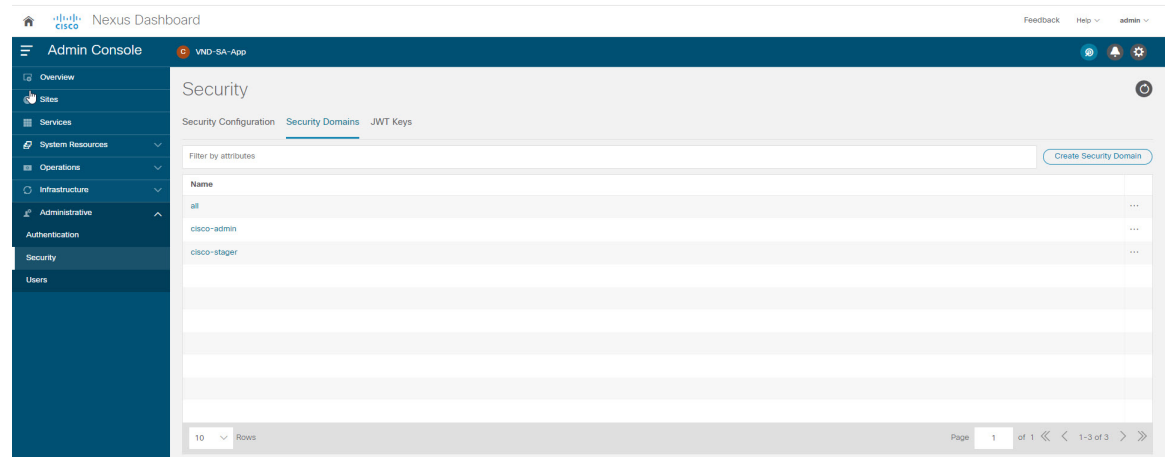 CISCO Nexus Dashboard Feedback Help admin
Admin Console C VND-SA-App
Overview
Sites
Services
System Resources
Operations
Infrastructure
Administrative
Authentication
Security
Users
Security
Security Configuration Security Domains JWT Keys
Filter by attributes Create Security Domain
Name
all ...
cisco-admin ...
cisco-stager ...
10 Rows Page 1 of 1 1-3 of 3